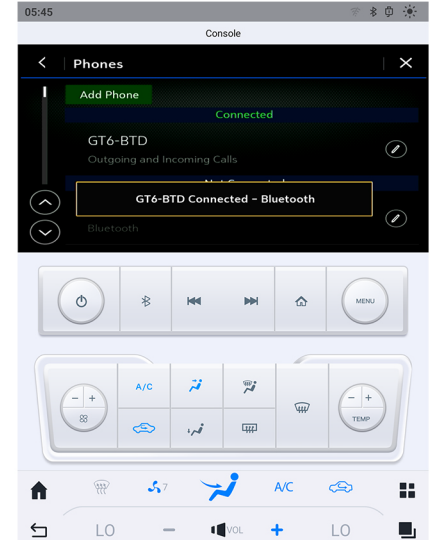 05:45
Console
Phones
Add Phone
Connected
GT6-BTD
Outgoing and Incoming Calls
GT6-BTD Connected – Bluetooth
Bluetooth
MENU
A/C
- +
- +
TEMP
7
A/C
LO
-
VOL
+
LO